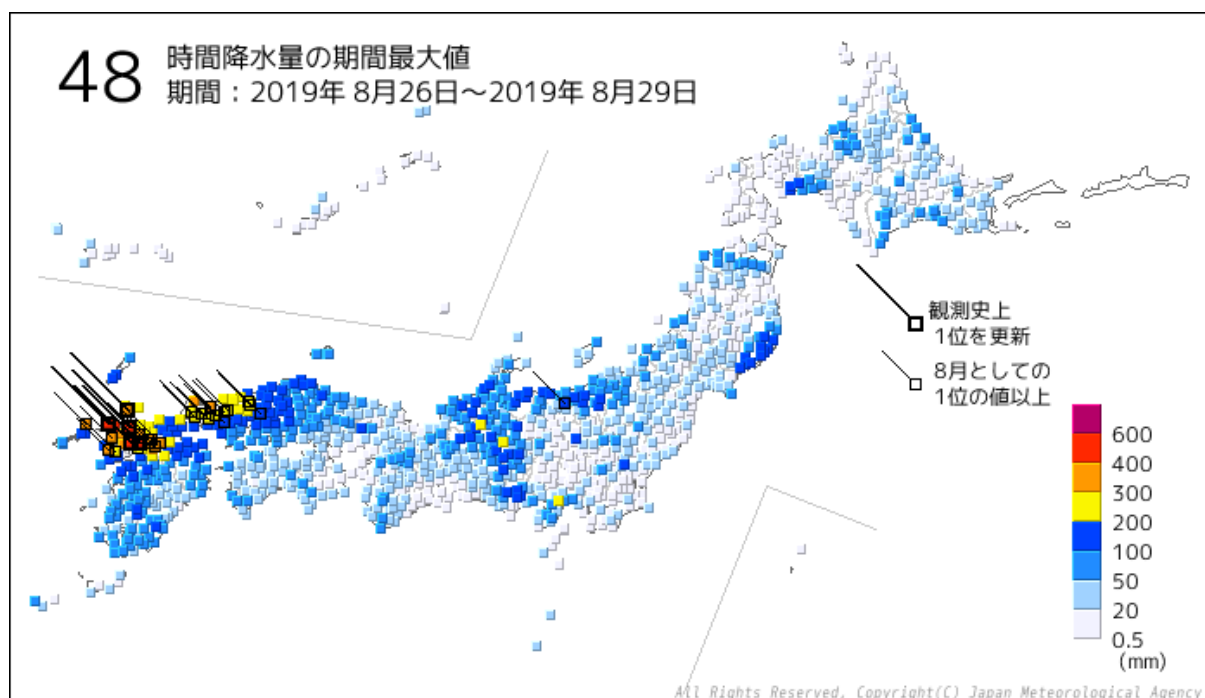 48 時間降水量の期間最大値
期間：2019年 8月26日～2019年 8月29日
観測史上
1位を更新
8月としての
1位の値以上
600
400
300
200
100
50
20
0.5
(mm)
All Rights Reserved. Copyright(C) Japan Meteorological Agency